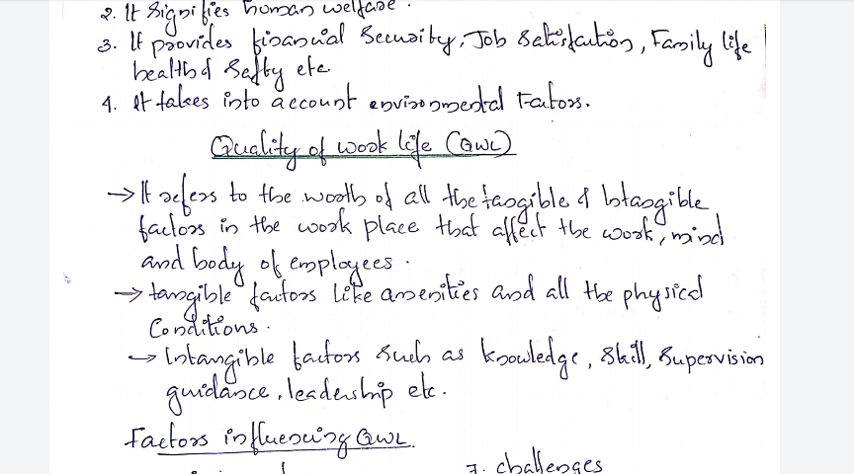 2. It Signifies human welfare.
3. It provides financial Security, Job Satisfaction, Family life
health & Safty etc
4. It takes into account environmental Factors.
Quality of work life (QWL)
→ It refers to the worth of all the tangible & Intangible
factors in the work place that affect the work, mind
and body of employees.
→ tangible factors like amenities and all the physical
Conditions.
→ Intangible factors such as knowledge, Skill, Supervision
guidance, leadership etc.
Factors influencing QWL.
7. challenges